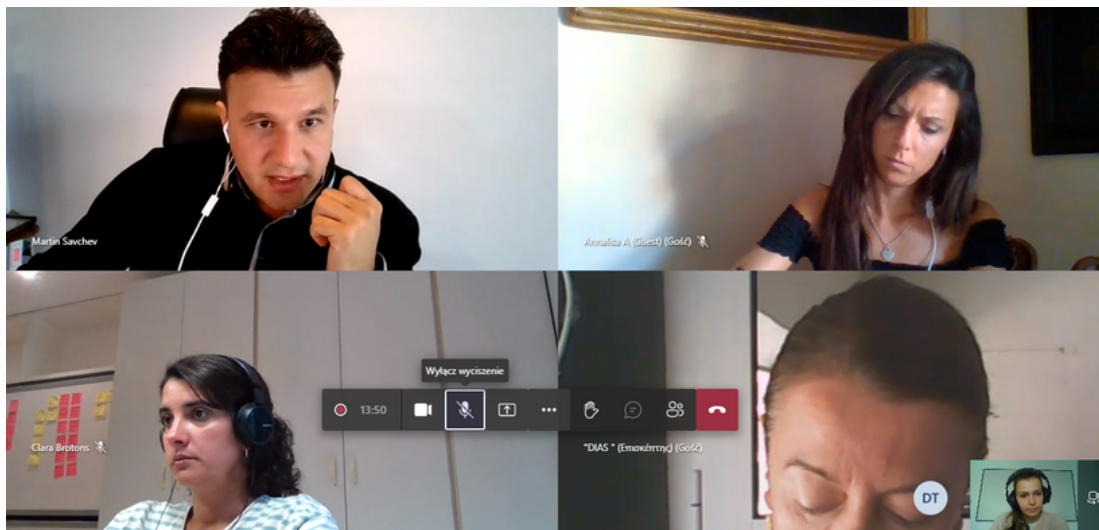 Martin Savchev
Annalisa A (Guest) (Gość)
Wyłącz wyciszenie
13:50
Clara Brotons
"DIAS " (Επισκέπτης) (Gość)
DT